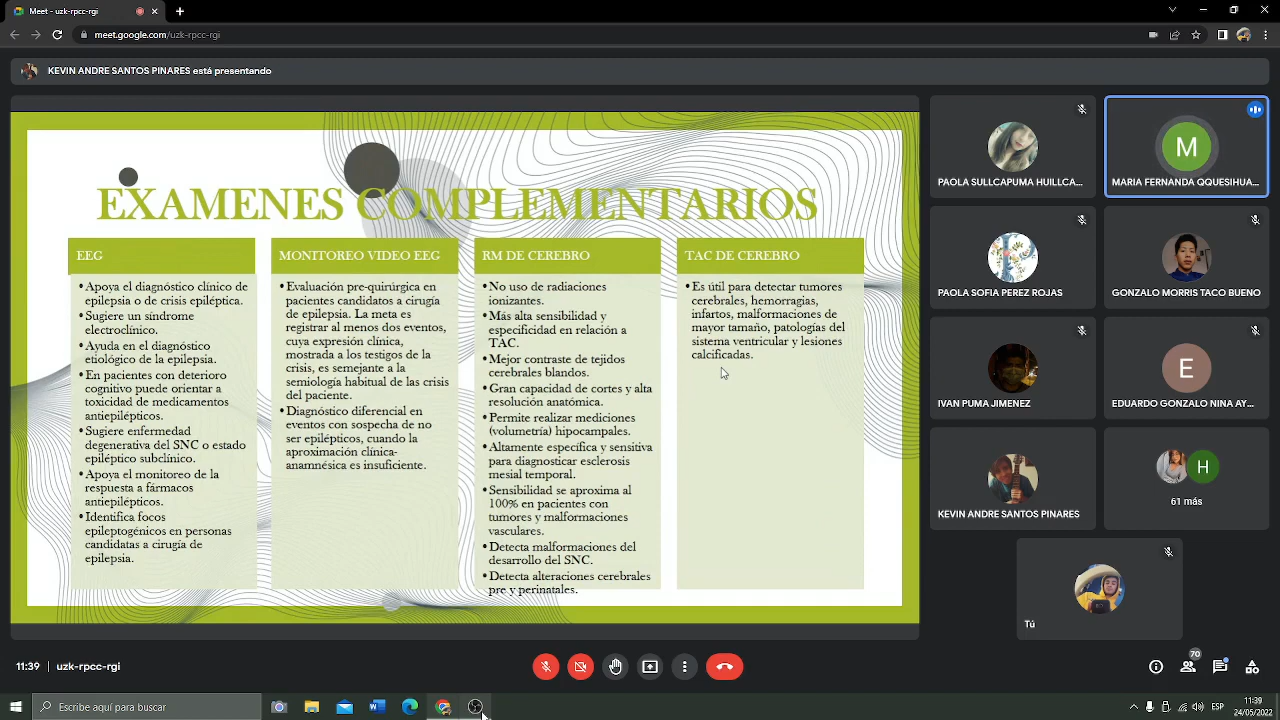 Meet - uzk-rpcc-rgi
meet.google.com/uzk-rpcc-rgi
KEVIN ANDRE SANTOS PINARES está presentando
EXAMENES COMPLEMENTARIOS
EEG
• Apoya el diagnóstico clínico de
epilepsia o de crisis epiléptica.
• Sugiere un síndrome
electroclínico.
• Ayuda en el diagnóstico
etiológico de la epilepsia.
• En pacientes con deterioro
cognitivo puede orientar a
toxicidad de medicamentos
antiepilépticos.
• Sugiere enfermedad
degenerativa del SNC o estado
epiléptico subclínico.
• Apoya el monitoreo de la
respuesta a fármacos
antiepilépticos.
• Identifica focos
epileptogénicos en personas
candidatas a cirugía de
epilepsia.
MONITOREO VIDEO EEG
• Evaluación pre-quirúrgica en
pacientes candidatos a cirugía
de epilepsia. La meta es
registrar al menos dos eventos,
cuya expresión clínica,
mostrada a los testigos de la
crisis, es semejante a la
semiología habitual de las crisis
del paciente.
• Diagnóstico diferencial en
eventos con sospecha de no
ser epilépticos, cuando la
aproximación clínica-
anamnésica es insuficiente.
RM DE CEREBRO
• No uso de radiaciones
ionizantes.
• Más alta sensibilidad y
especificidad en relación a
TAC.
• Mejor contraste de tejidos
cerebrales blandos.
• Gran capacidad de cortes y alta
resolución anatómica.
• Permite realizar mediciones
(volumetría) hipocampales.
• Altamente específica y sensitiva
para diagnosticar esclerosis
mesial temporal.
• Sensibilidad se aproxima al
100% en pacientes con
tumores y malformaciones
vasculares.
• Detecta malformaciones del
desarrollo del SNC.
• Detecta alteraciones cerebrales
pre y perinatales.
TAC DE CEREBRO
• Es útil para detectar tumores
cerebrales, hemorragias,
infartos, malformaciones de
mayor tamaño, patologías del
sistema ventricular y lesiones
calcificadas.
PAOLA SULLCAPUMA HUILLCA...
M
MARIA FERNANDA QQUESIHUA...
PAOLA SOFIA PEREZ ROJAS
GONZALO MORRIS TACO BUENO
IVAN PUMA JIMENEZ
E
EDUARDO GONZALO NINA AY...
KEVIN ANDRE SANTOS PINARES
H
61 más
Tú
11:39 | uzk-rpcc-rgi
70
Escribe aquí para buscar
ESP
11:39
24/05/2022